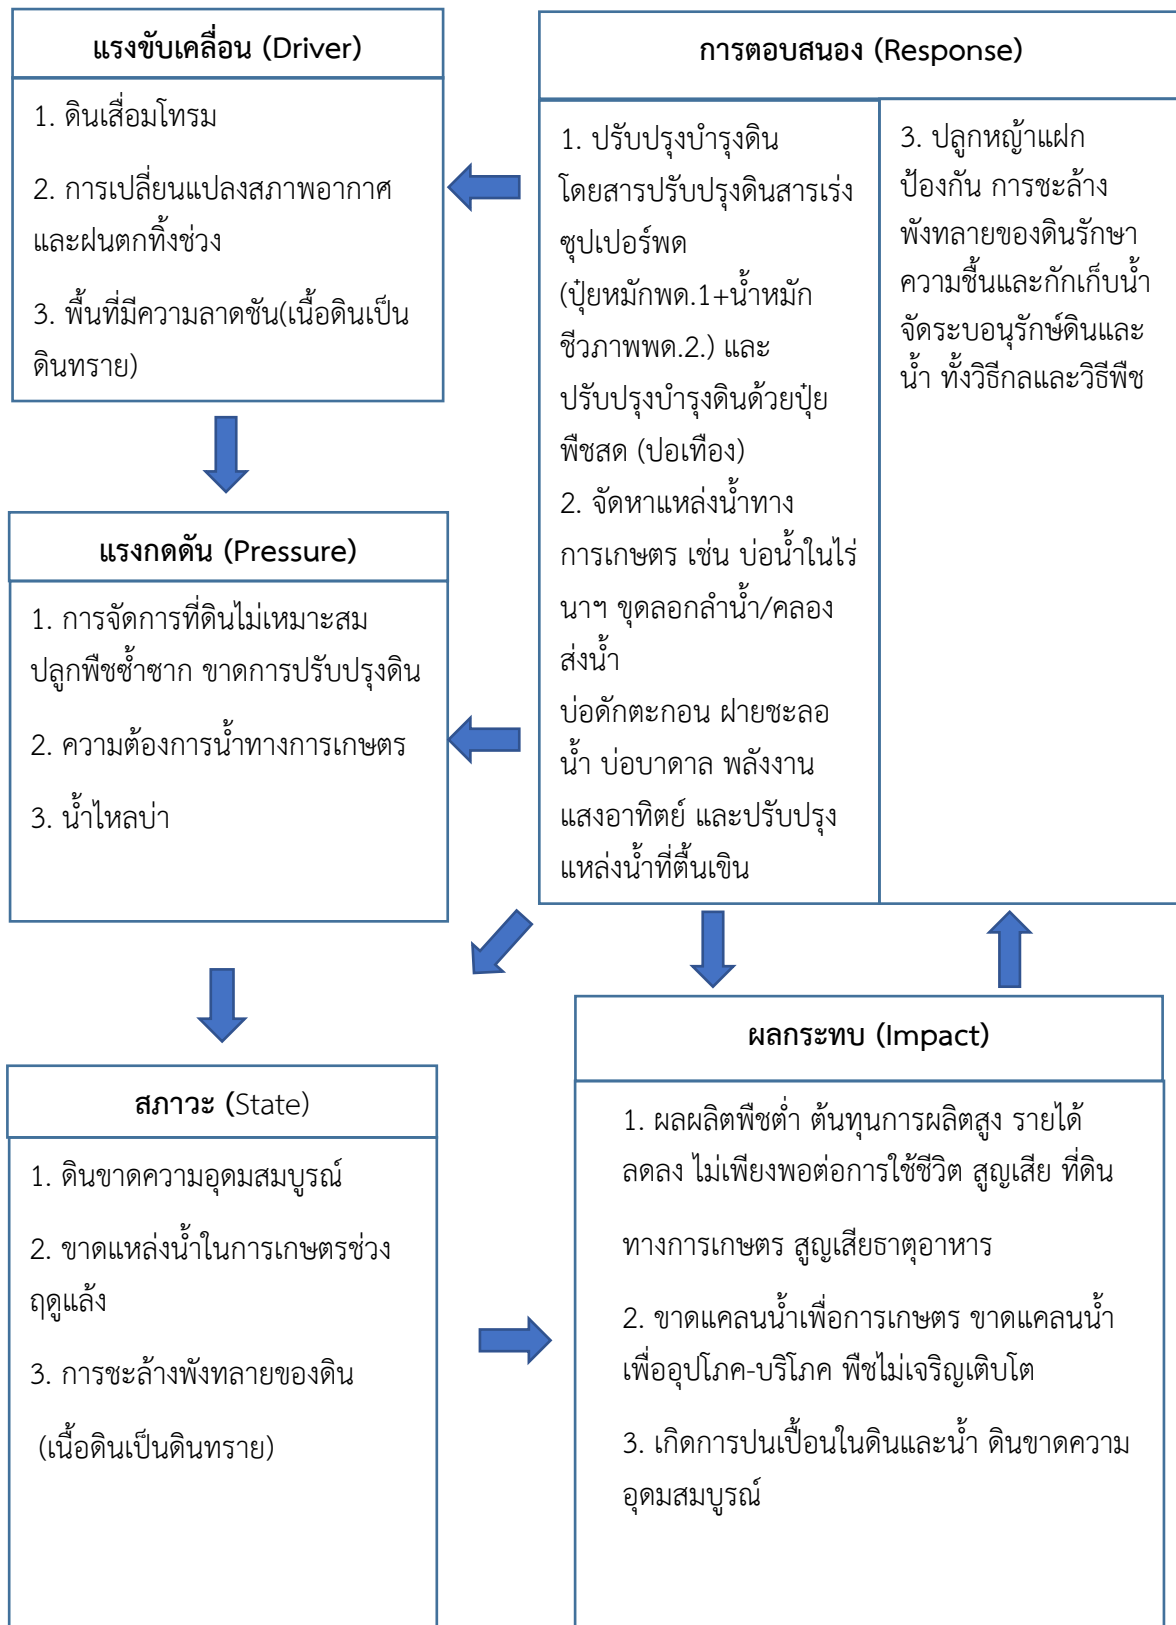 แรงขับเคลื่อน (Driver)
1. ดินเสื่อมโทรม
2. การเปลี่ยนแปลงสภาพอากาศ
และฝนตกทิ้งช่วง
3. พื้นที่มีความลาดชัน(เนื้อดินเป็น
ดินทราย)
การตอบสนอง (Response)
1. ปรับปรุงบำรุงดิน
โดยสารปรับปรุงดินสารเร่ง
ซุปเปอร์พด
(ปุ๋ยหมักพด.1+น้ำหมัก
ชีวภาพพด.2.) และ
ปรับปรุงบำรุงดินด้วยปุ๋ย
พืชสด (ปอเทือง)
2. จัดหาแหล่งน้ำทาง
การเกษตร เช่น บ่อน้ำในไร่
นาฯ ขุดลอกลำน้ำ/คลอง
ส่งน้ำ
บ่อดักตะกอน ฝายชะลอ
น้ำ บ่อบาดาล พลังงาน
แสงอาทิตย์ และปรับปรุง
แหล่งน้ำที่ตื้นเขิน
3. ปลูกหญ้าแฝก
ป้องกัน การชะล้าง
พังทลายของดินรักษา
ความชื้นและกักเก็บน้ำ
จัดระบอนุรักษ์ดินและ
น้ำ ทั้งวิธีกลและวิธีพืช
แรงกดดัน (Pressure)
1. การจัดการที่ดินไม่เหมาะสม
ปลูกพืชซ้ำซาก ขาดการปรับปรุงดิน
2. ความต้องการน้ำทางการเกษตร
3. น้ำไหลบ่า
สภาวะ (State)
1. ดินขาดความอุดมสมบูรณ์
2. ขาดแหล่งน้ำในการเกษตรช่วง
ฤดูแล้ง
3. การชะล้างพังทลายของดิน
(เนื้อดินเป็นดินทราย)
ผลกระทบ (Impact)
1. ผลผลิตพืชต่ำ ต้นทุนการผลิตสูง รายได้
ลดลง ไม่เพียงพอต่อการใช้ชีวิต สูญเสีย ที่ดิน
ทางการเกษตร สูญเสียธาตุอาหาร
2. ขาดแคลนน้ำเพื่อการเกษตร ขาดแคลนน้ำ
เพื่ออุปโภค-บริโภค พืชไม่เจริญเติบโต
3. เกิดการปนเปื้อนในดินและน้ำ ดินขาดความ
อุดมสมบูรณ์